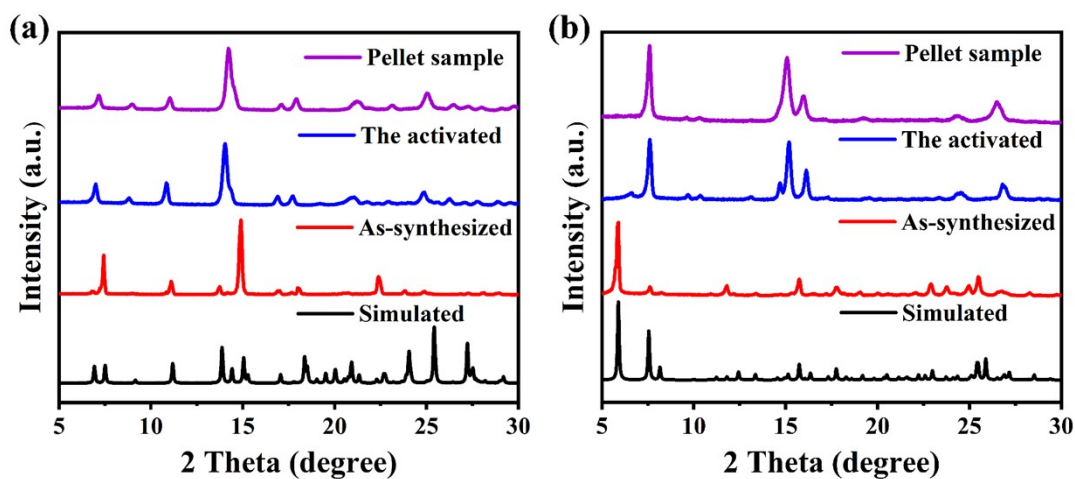 (a)
Pellet sample
The activated
As-synthesized
Simulated
Intensity (a.u.)
5 10 15 20 25 30
2 Theta (degree)
(b)
Pellet sample
The activated
As-synthesized
Simulated
Intensity (a.u.)
5 10 15 20 25 30
2 Theta (degree)